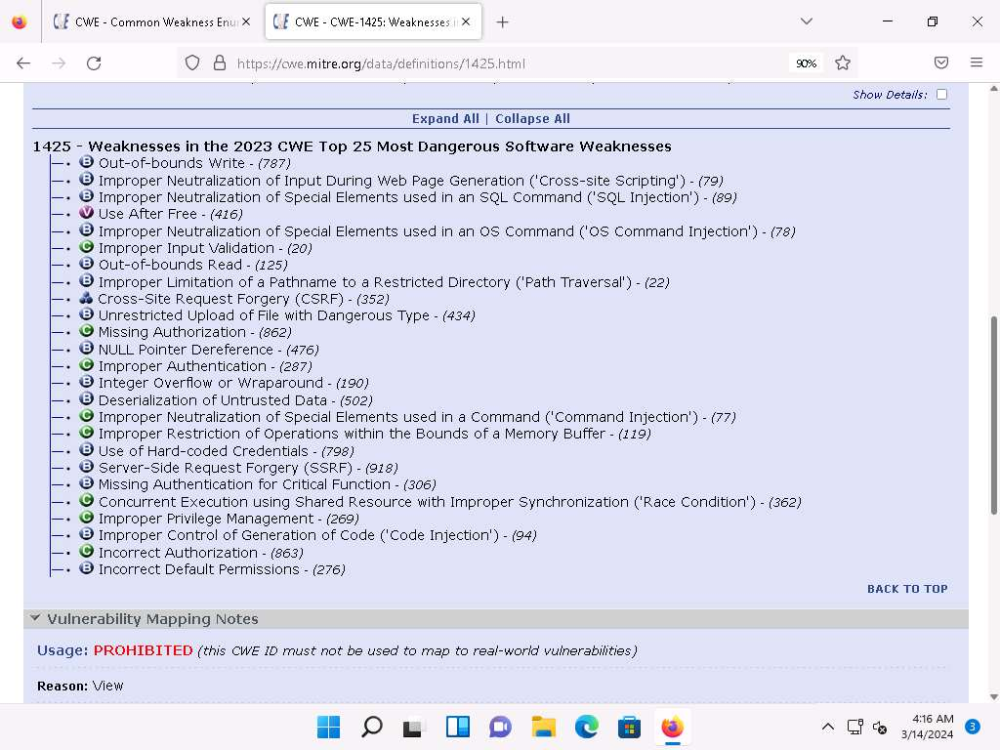 CWE - Common Weakness Enu
CWE - CWE-1425: Weaknesses i
https://cwe.mitre.org/data/definitions/1425.html
90%
Show Details:
Expand All | Collapse All
1425 - Weaknesses in the 2023 CWE Top 25 Most Dangerous Software Weaknesses
B Out-of-bounds Write - (787)
B Improper Neutralization of Input During Web Page Generation ('Cross-site Scripting') - (79)
B Improper Neutralization of Special Elements used in an SQL Command ('SQL Injection') - (89)
V Use After Free - (416)
B Improper Neutralization of Special Elements used in an OS Command ('OS Command Injection') - (78)
C Improper Input Validation - (20)
B Out-of-bounds Read - (125)
B Improper Limitation of a Pathname to a Restricted Directory ('Path Traversal') - (22)
Cross-Site Request Forgery (CSRF) - (352)
B Unrestricted Upload of File with Dangerous Type - (434)
C Missing Authorization - (862)
B NULL Pointer Dereference - (476)
C Improper Authentication - (287)
B Integer Overflow or Wraparound - (190)
B Deserialization of Untrusted Data - (502)
C Improper Neutralization of Special Elements used in a Command ('Command Injection') - (77)
C Improper Restriction of Operations within the Bounds of a Memory Buffer - (119)
B Use of Hard-coded Credentials - (798)
B Server-Side Request Forgery (SSRF) - (918)
B Missing Authentication for Critical Function - (306)
C Concurrent Execution using Shared Resource with Improper Synchronization ('Race Condition') - (362)
C Improper Privilege Management - (269)
B Improper Control of Generation of Code ('Code Injection') - (94)
C Incorrect Authorization - (863)
B Incorrect Default Permissions - (276)
BACK TO TOP
Vulnerability Mapping Notes
Usage: PROHIBITED (this CWE ID must not be used to map to real-world vulnerabilities)
Reason: View
4:16 AM
3/14/2024
3